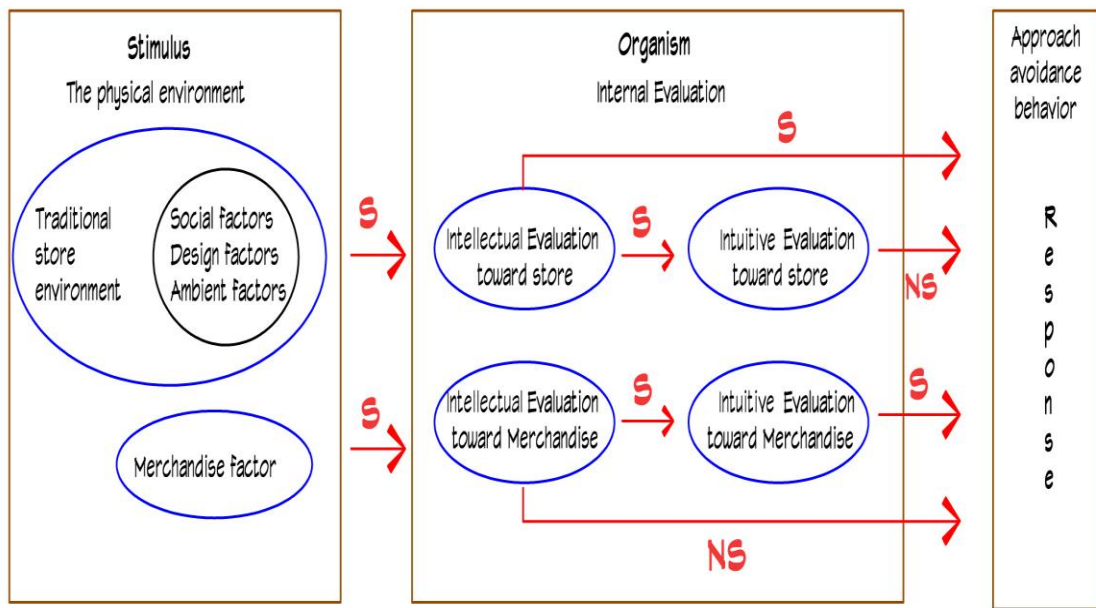 Stimulus
The physical environment
Traditional
store
environment
Social factors
Design factors
Ambient factors
Merchandise factor
S
S
Organism
Internal Evaluation
S
Intellectual Evaluation
toward store
S
Intuitive Evaluation
toward store
NS
Intellectual Evaluation
toward Merchandise
S
Intuitive Evaluation
toward Merchandise
S
NS
Approach
avoidance
behavior
R
e
s
p
o
n
s
e